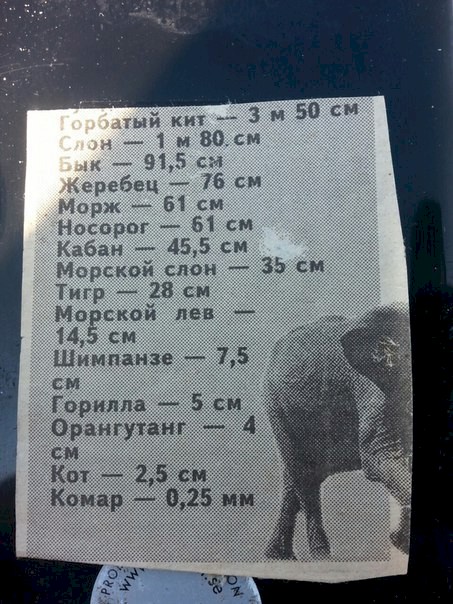 Горбатый кит — 3 м 50 см
Слон — 1 м 80 см
Бык — 91,5 см
Жеребец — 76 см
Морж — 61 см
Носорог — 61 см
Кабан — 45,5 см
Морской слон — 35 см
Тигр — 28 см
Морской лев —
14,5 см
Шимпанзе — 7,5
см
Горилла — 5 см
Орангутанг — 4
см
Кот — 2,5 см
Комар — 0,25 мм